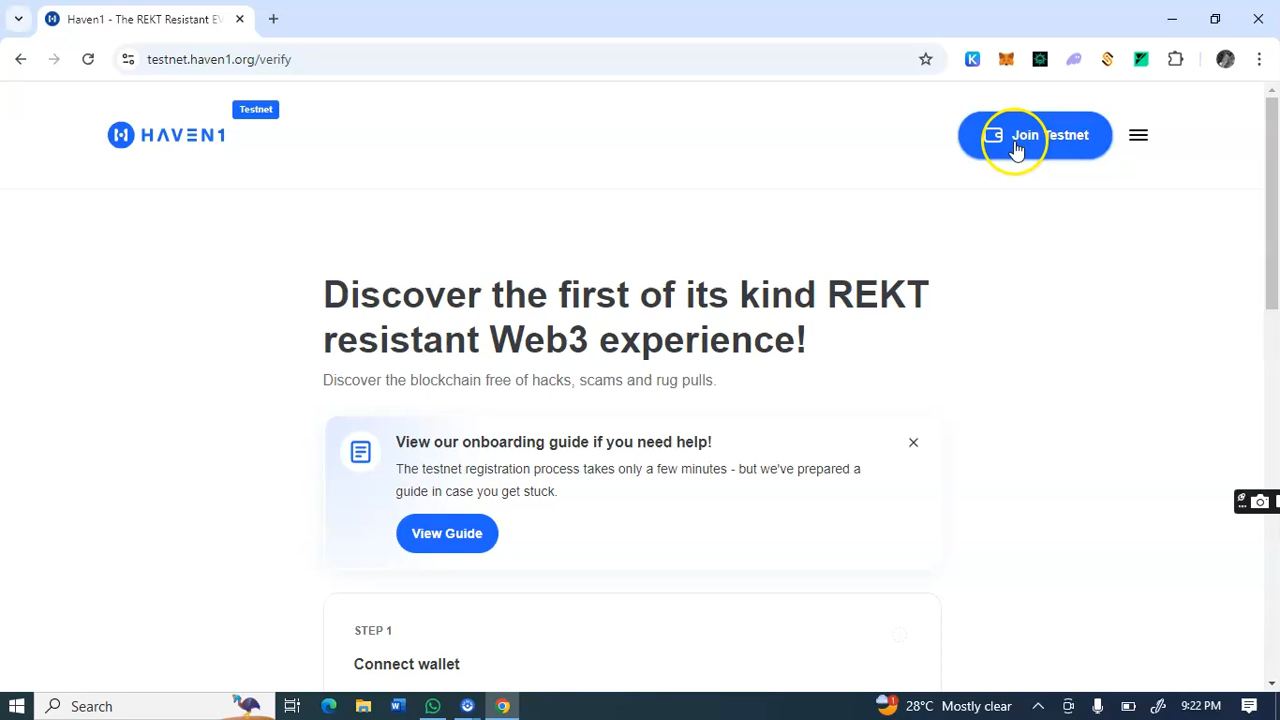 Haven1 - The REKT Resistant EV
testnet.haven1.org/verify
K
S
Testnet
HAVEN1
Join Testnet
Discover the first of its kind REKT
resistant Web3 experience!
Discover the blockchain free of hacks, scams and rug pulls.
View our onboarding guide if you need help!
The testnet registration process takes only a few minutes - but we've prepared a
guide in case you get stuck.
View Guide
STEP 1
Connect wallet
Search
W
1
28°C Mostly clear
9:22 PM